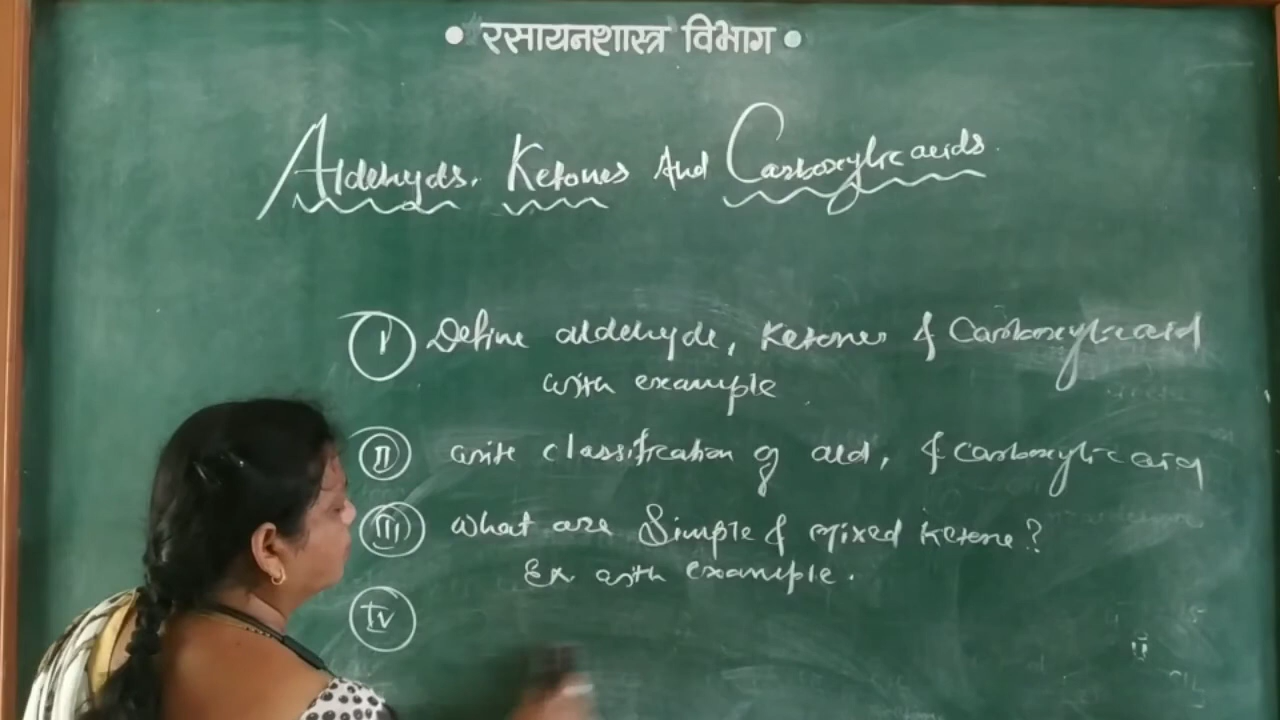 • रसायनशास्त्र विभाग •
Aldehyds, Ketones And Carboxylic acids.
I Define aldehyde, Ketones & Carboxylic acid
with example
II write classification of ald, & carboxylic acid
III What are Simple & Mixed Ketone?
Ex with example.
IV